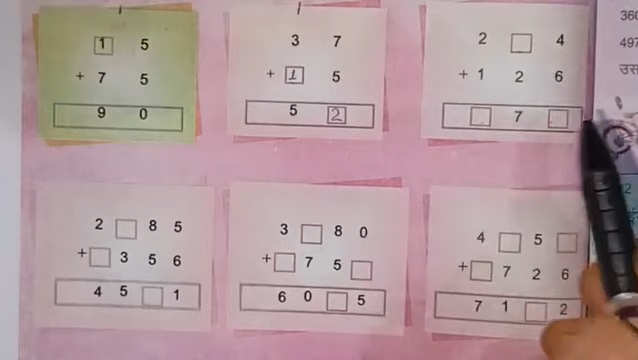 1 5
+ 7 5
9 0
3 7
+ 1 5
5 2
2 □ 4
+ 1 2 6
□ 7 □
2 □ 8 5
+ □ 3 5 6
4 5 □ 1
3 □ 8 0
+ □ 7 5 □
6 0 □ 5
4 □ 5 □
+ □ 7 2 6
7 1 □ 2
360
497
उस